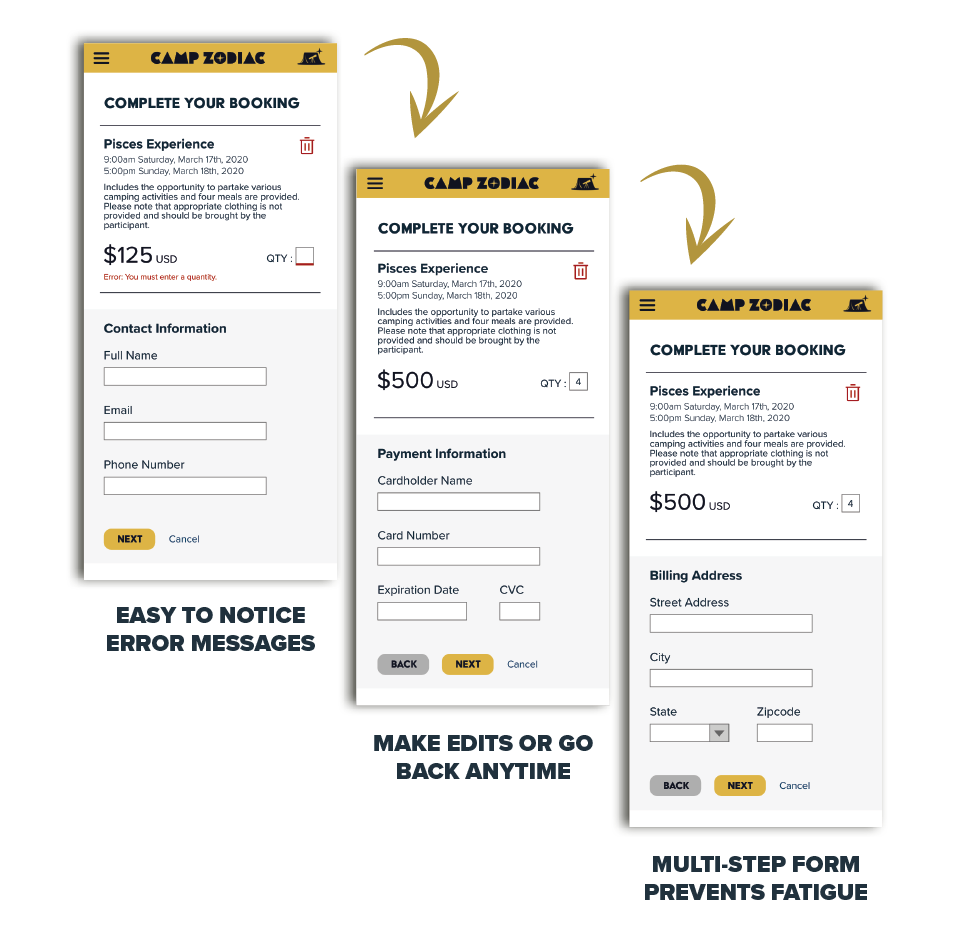 CAMP ZODIAC
COMPLETE YOUR BOOKING
Pisces Experience
9:00am Saturday, March 17th, 2020
5:00pm Sunday, March 18th, 2020
Includes the opportunity to partake various
camping activities and four meals are provided.
Please note that appropriate clothing is not
provided and should be brought by the
participant.
$125 USD QTY :
Error: You must enter a quantity.
Contact Information
Full Name
Email
Phone Number
NEXT Cancel
EASY TO NOTICE
ERROR MESSAGES
CAMP ZODIAC
COMPLETE YOUR BOOKING
Pisces Experience
9:00am Saturday, March 17th, 2020
5:00pm Sunday, March 18th, 2020
Includes the opportunity to partake various
camping activities and four meals are provided.
Please note that appropriate clothing is not
provided and should be brought by the
participant.
$500 USD QTY : 4
Payment Information
Cardholder Name
Card Number
Expiration Date CVC
BACK NEXT Cancel
MAKE EDITS OR GO
BACK ANYTIME
CAMP ZODIAC
COMPLETE YOUR BOOKING
Pisces Experience
9:00am Saturday, March 17th, 2020
5:00pm Sunday, March 18th, 2020
Includes the opportunity to partake various
camping activities and four meals are provided.
Please note that appropriate clothing is not
provided and should be brought by the
participant.
$500 USD QTY : 4
Billing Address
Street Address
City
State Zipcode
BACK NEXT Cancel
MULTI-STEP FORM
PREVENTS FATIGUE